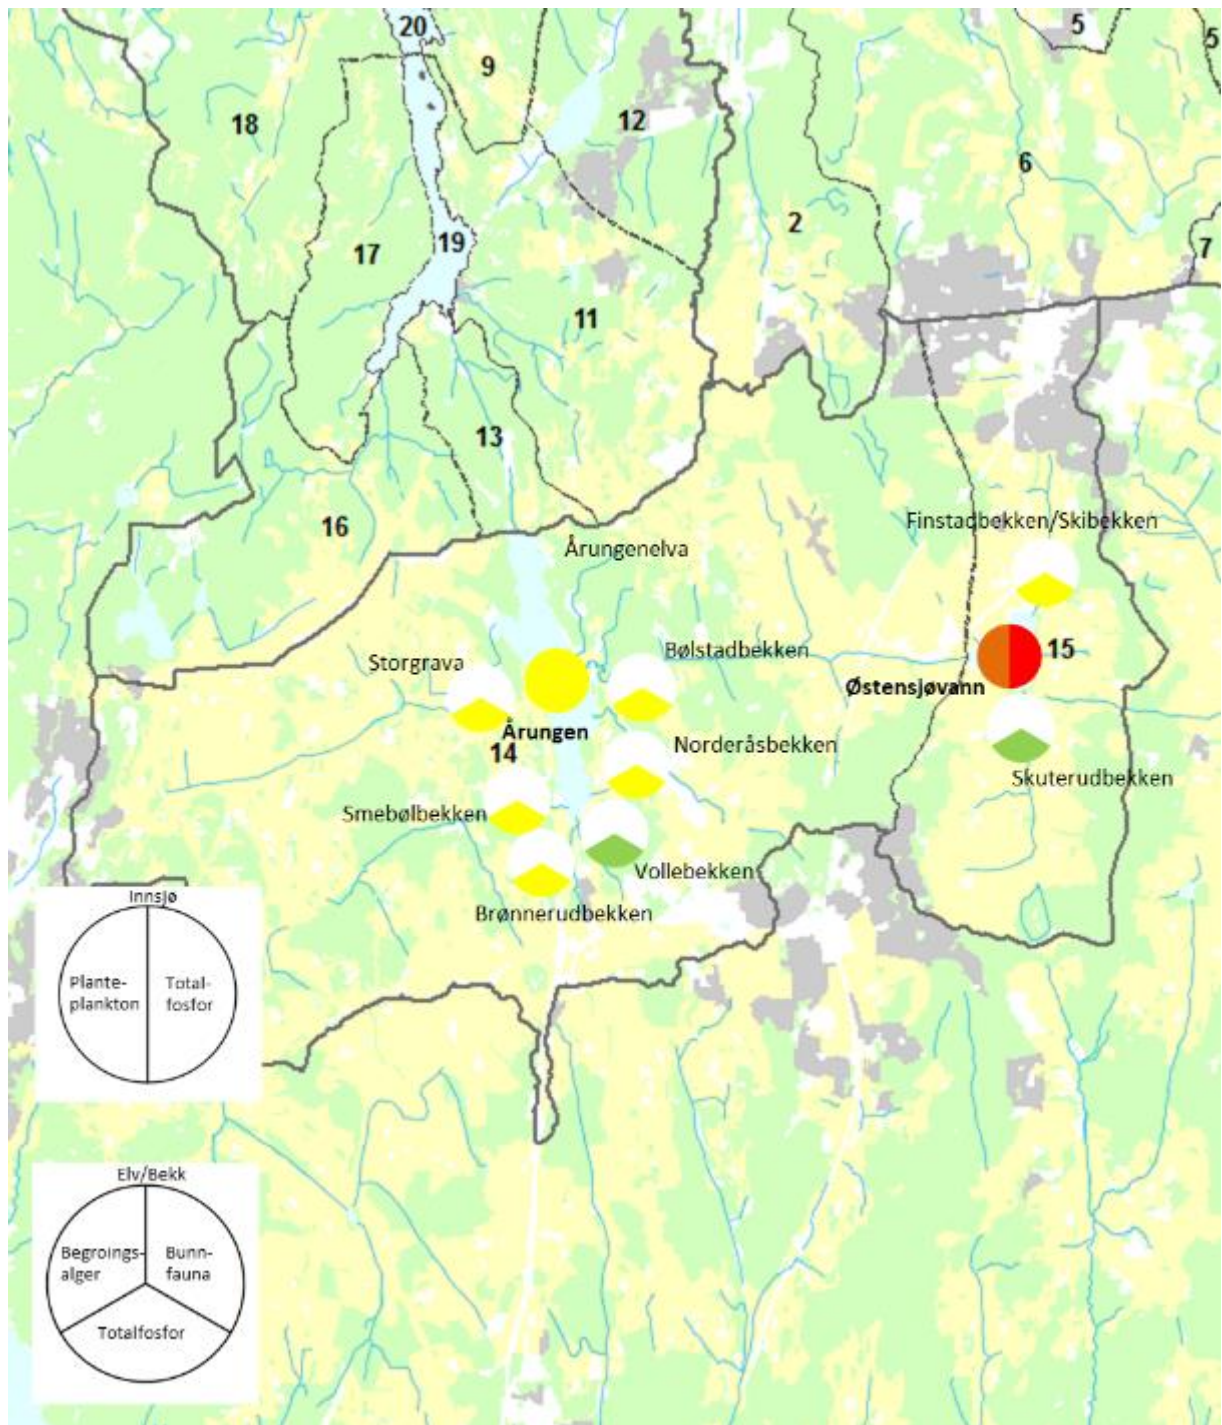 20
5
5
9
18
12
6
2
17
19
7
11
13
16
Finstadbekken/Skibekken
Årungenelva
Storgrava
Bølstadbekken
15
Østensjøvann
Årungen
14
Norderåsbekken
Skuterudbekken
Smebølbekken
Vollebekken
Brønnerudbekken
Innsjø
Plante-
plankton
Total-
fosfor
Elv/Bekk
Begroings-
alger
Bunn-
fauna
Totalfosfor